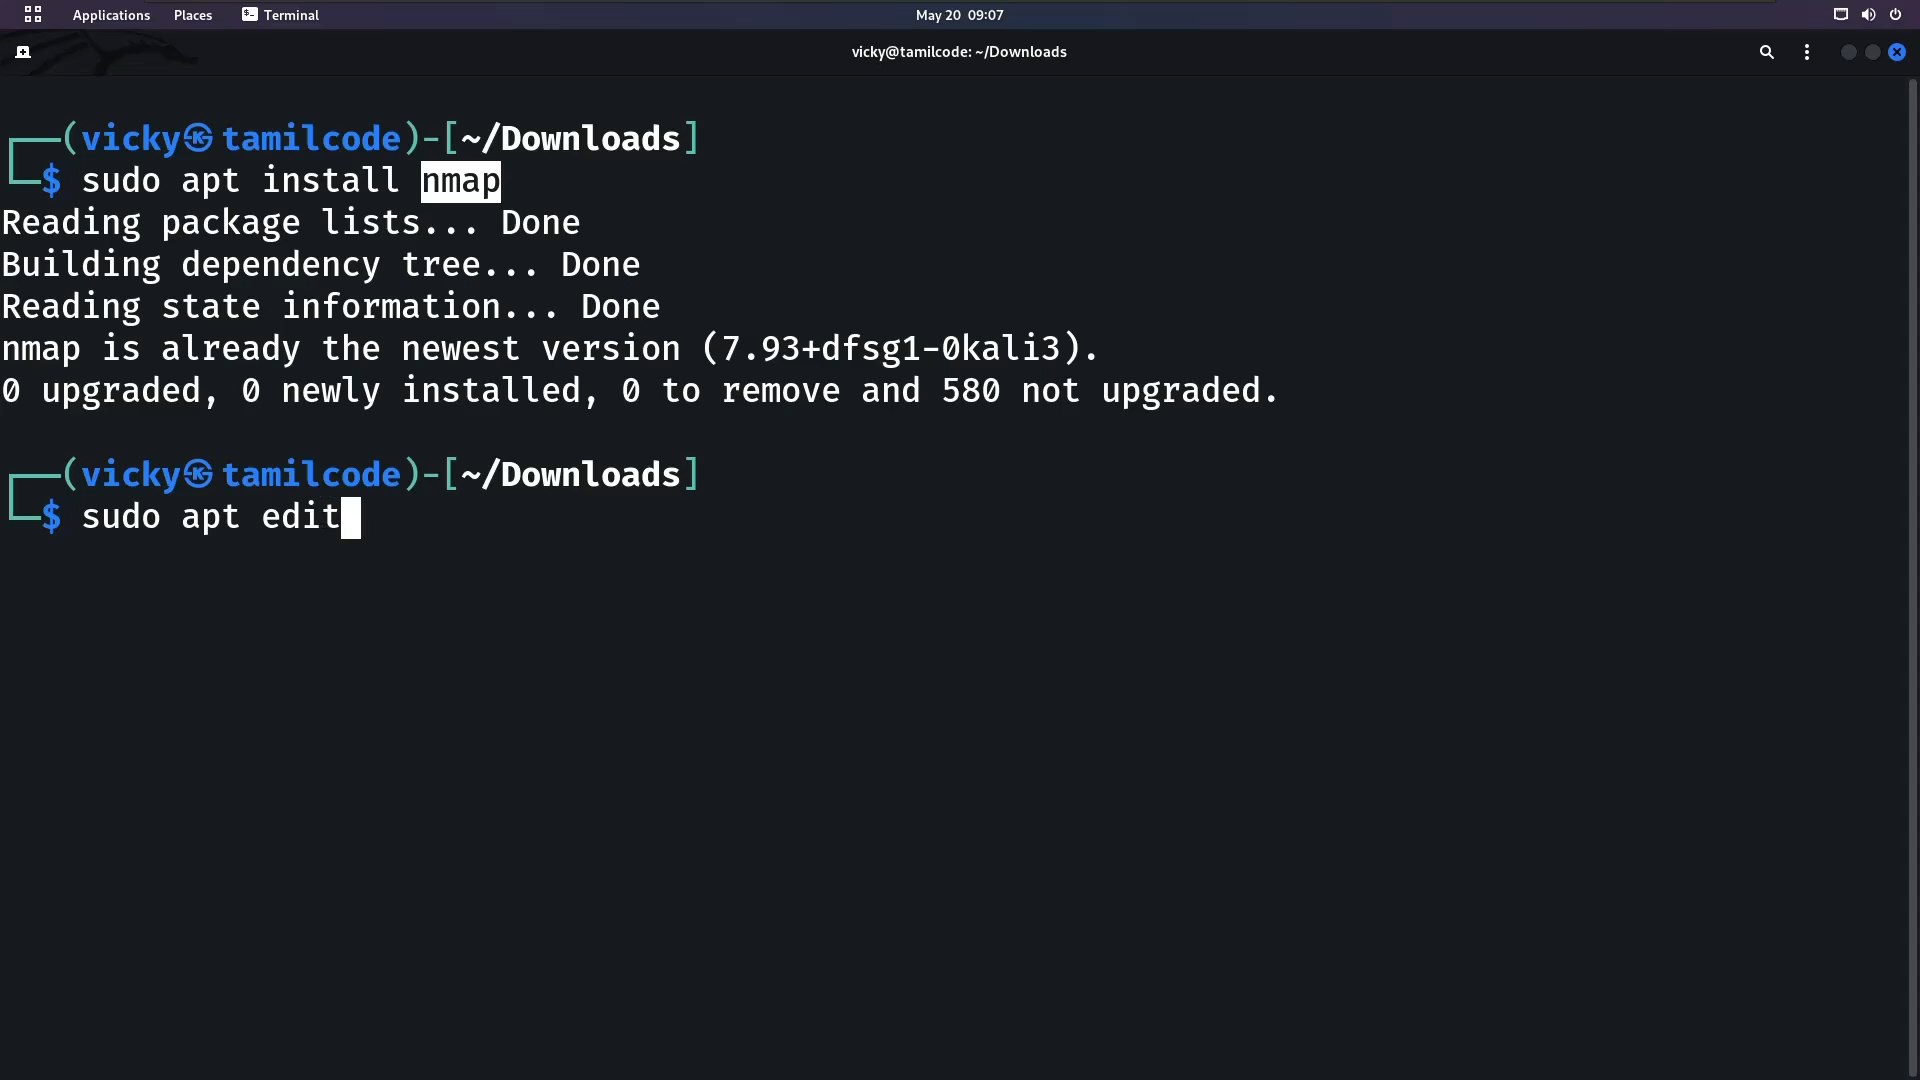 Applications Places Terminal May 20 09:07
vicky@tamilcode: ~/Downloads
┌──(vicky㉿tamilcode)-[~/Downloads]
└─$ sudo apt install nmap
Reading package lists... Done
Building dependency tree... Done
Reading state information... Done
nmap is already the newest version (7.93+dfsg1-0kali3).
0 upgraded, 0 newly installed, 0 to remove and 580 not upgraded.
┌──(vicky㉿tamilcode)-[~/Downloads]
└─$ sudo apt edit